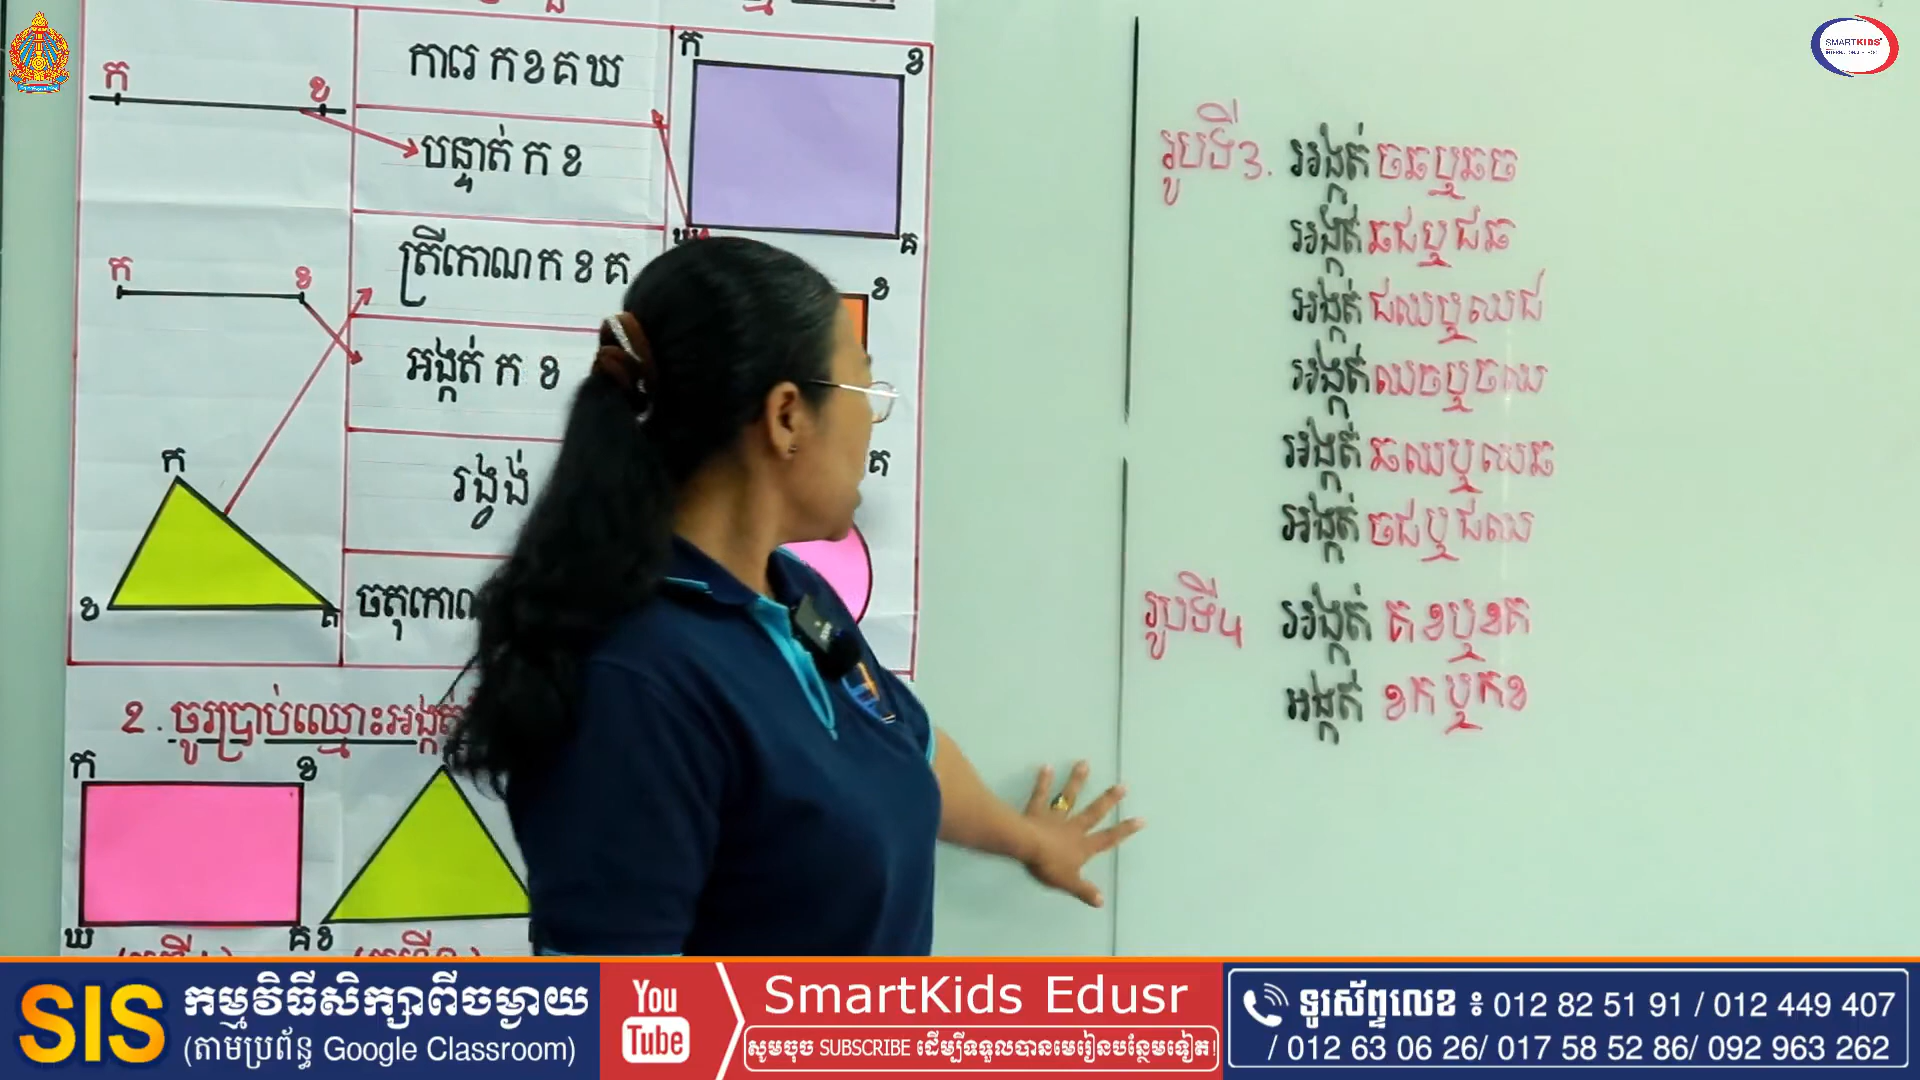 ការេ ក ខ គ ឃ
បន្ទាត់ ក ខ
ត្រីកោណ ក ខ គ
អង្កត់ ក ខ
រង្វង់
ក
ខ
ក
ខ
ក
ខ
គ
ក
ខ
គ
ខ
គ
2. ចូរប្រាប់ឈ្មោះអង្កត់
ក
ខ
ឃ
គ
ខ
រូបទី3. អង្កត់ ចឆ ឬ ឆច
អង្កត់ ឆជ ឬ ជឆ
អង្កត់ ជឈ ឬ ឈជ
អង្កត់ ឈច ឬ ចឈ
អង្កត់ ឆឈ ឬ ឈឆ
អង្កត់ ចជ ឬ ជឈ
រូបទី4 អង្កត់ គខ ឬ ខគ
អង្កត់ ខក ឬ កខ
SMARTKIDS
SIS
កម្មវិធីសិក្សាពីចម្ងាយ
(តាមប្រព័ន្ធ Google Classroom)
You
Tube
SmartKids Edusr
សូមចុច SUBSCRIBE ដើម្បីទទួលបានមេរៀនបន្ថែមទៀត!
ទូរស័ព្ទលេខ ៖ 012 82 51 91 / 012 449 407
/ 012 63 06 26/ 017 58 52 86/ 092 963 262